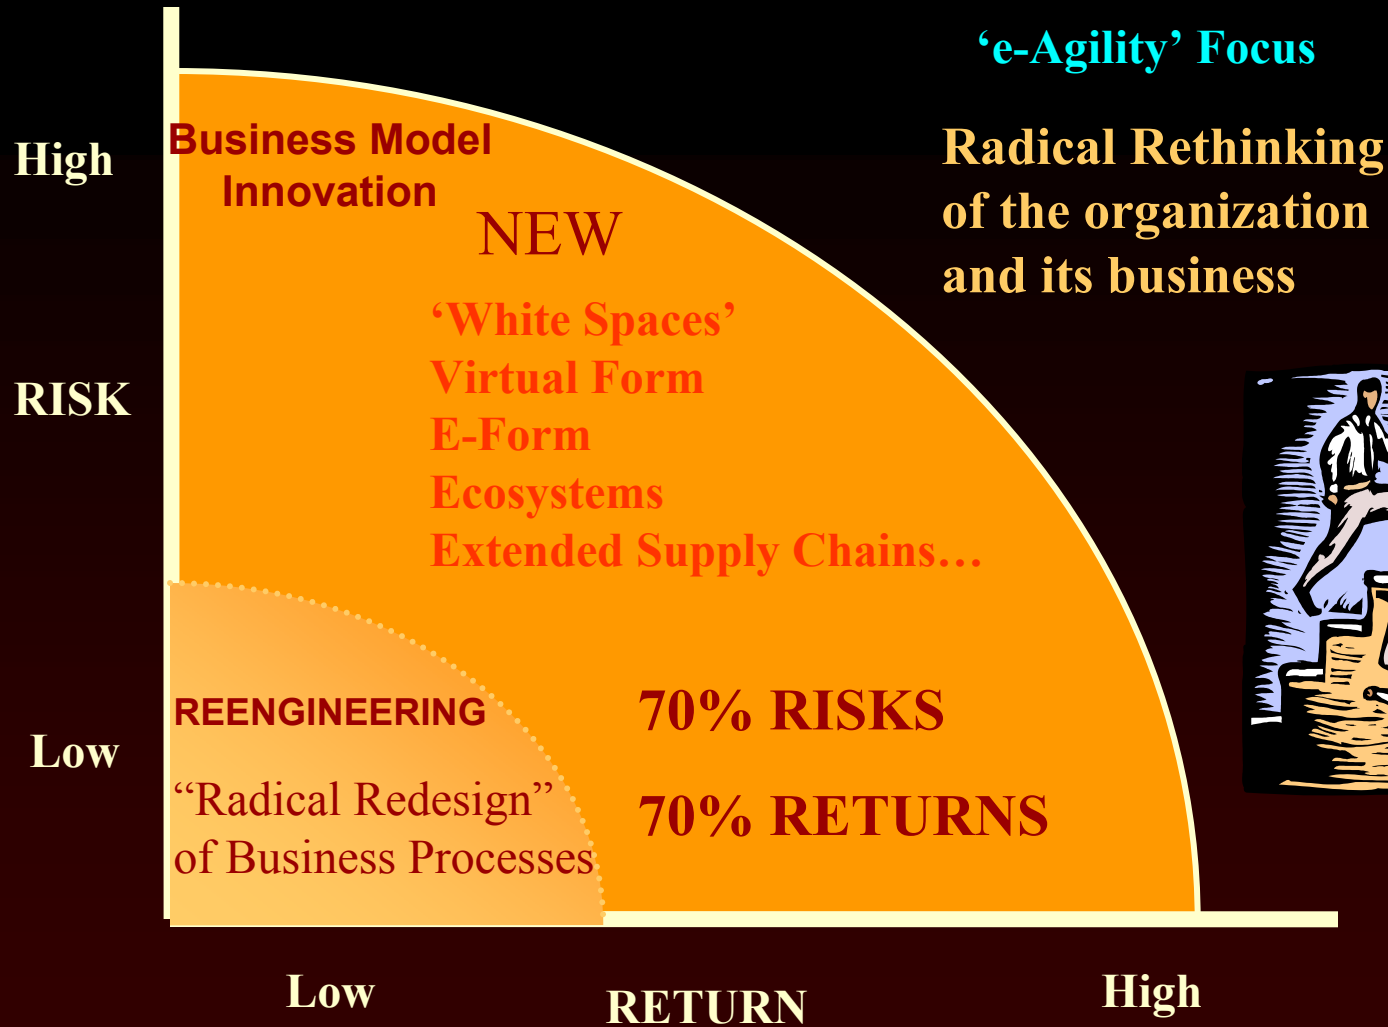 ‘e-Agility’ Focus
Radical Rethinking
of the organization
and its business
High
RISK
Low
Business Model
Innovation
NEW
‘White Spaces’
Virtual Form
E-Form
Ecosystems
Extended Supply Chains…
REENGINEERING
“Radical Redesign”
of Business Processes
70% RISKS
70% RETURNS
Low
RETURN
High